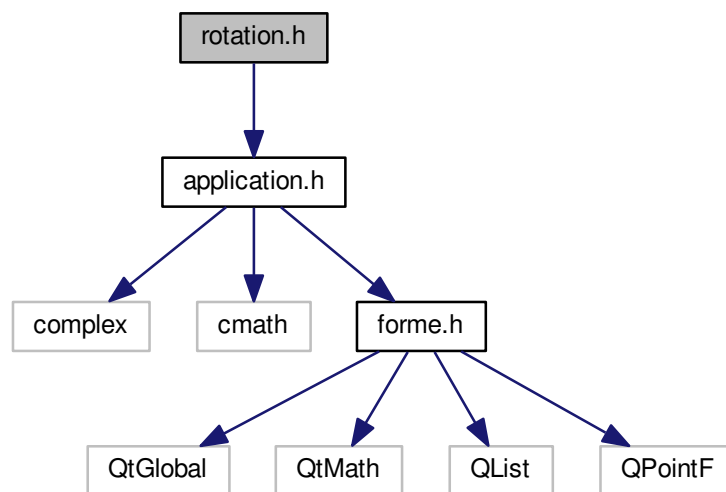 rotation.h
application.h
complex
cmath
forme.h
QtGlobal
QtMath
QList
QPointF